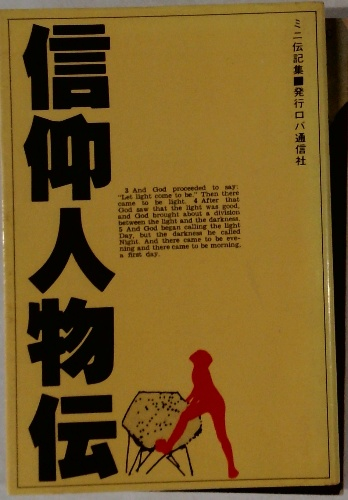 ミニ伝記集■発行ロバ通信社
信仰人物伝
3 And God proceeded to say:
"Let light come to be." Then there
came to be light. 4 After that
God saw that the light was good,
and God brought about a division
between the light and the darkness.
5 And God began calling the light
Day, but the darkness he called
Night. And there came to be eve-
ning and there came to be morning,
a first day.